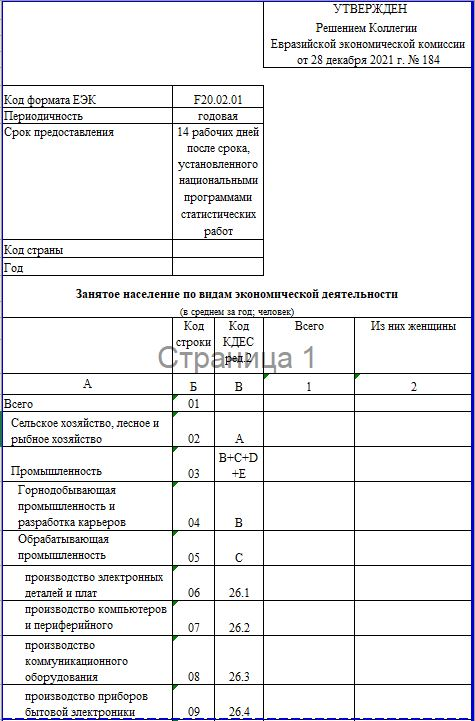 УТВЕРЖДЕН
Решением Коллегии
Евразийской экономической комиссии
от 28 декабря 2021 г. № 184
Код формата ЕЭК F20.02.01
Периодичность годовая
Срок предоставления 14 рабочих дней
после срока,
установленного
национальными
программами
статистических
работ
Код страны
Год
Занятое население по видам экономической деятельности
(в среднем за год; человек)
Код строки
Код КДЕС ред.2
Всего
Из них женщины
Страница 1
А Б В 1 2
Всего 01
Сельское хозяйство, лесное и
рыбное хозяйство 02 A
Промышленность 03 B+C+D
+E
Горнодобывающая
промышленность и
разработка карьеров 04 B
Обрабатывающая
промышленность 05 C
производство электронных
деталей и плат 06 26.1
производство компьютеров
и периферийного 07 26.2
производство
коммуникационного
оборудования 08 26.3
производство приборов
бытовой электроники 09 26.4